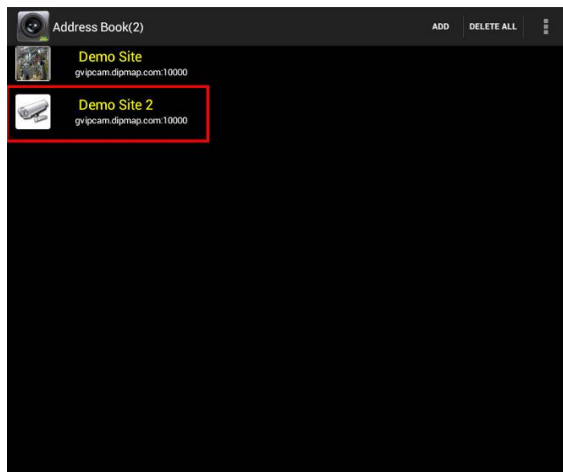 Address Book(2)
ADD
DELETE ALL
Demo Site
gvipcam.dipmap.com:10000
Demo Site 2
gvipcam.dipmap.com:10000